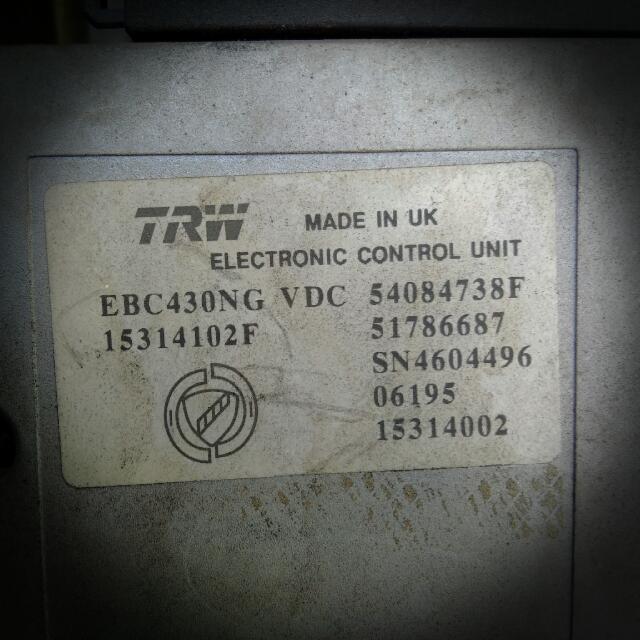 TRW MADE IN UK
ELECTRONIC CONTROL UNIT
EBC430NG VDC 54084738F
15314102F 51786687
SN4604496
06195
15314002